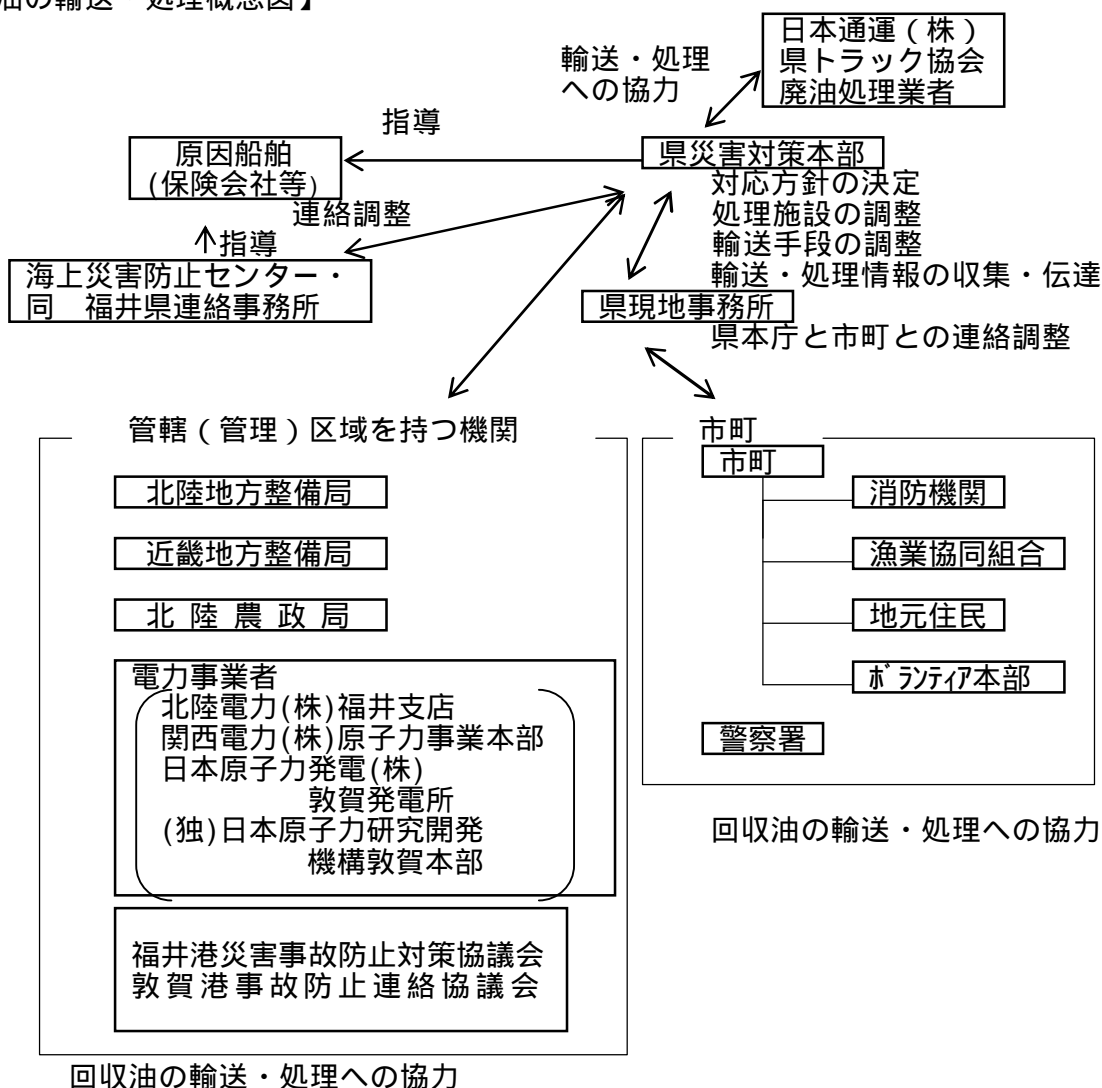 油の輸送・処理概念図】
日本通運（株）
県トラック協会
廃油処理業者
輸送・処理
への協力
指導
原因船舶
(保険会社等)
県災害対策本部
対応方針の決定
処理施設の調整
輸送手段の調整
輸送・処理情報の収集・伝達
連絡調整
↑指導
海上災害防止センター・
同　福井県連絡事務所
県現地事務所
県本庁と市町との連絡調整
管轄（管理）区域を持つ機関
北陸地方整備局
近畿地方整備局
北 陸 農 政 局
電力事業者
北陸電力(株)福井支店
関西電力(株)原子力事業本部
日本原子力発電(株)
敦賀発電所
(独)日本原子力研究開発
機構敦賀本部
福井港災害事故防止対策協議会
敦賀港事故防止連絡協議会
回収油の輸送・処理への協力
市町
市町
消防機関
漁業協同組合
地元住民
ﾎﾞﾗﾝﾃｨｱ本部
警察署
回収油の輸送・処理への協力